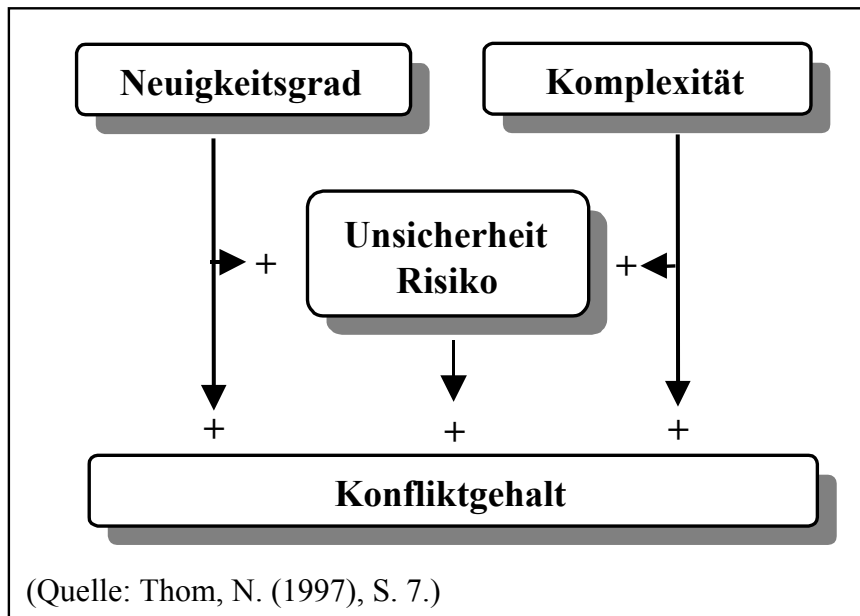 Neuigkeitsgrad
Komplexität
Unsicherheit
Risiko
+
+
+
+
+
Konfliktgehalt
(Quelle: Thom, N. (1997), S. 7.)